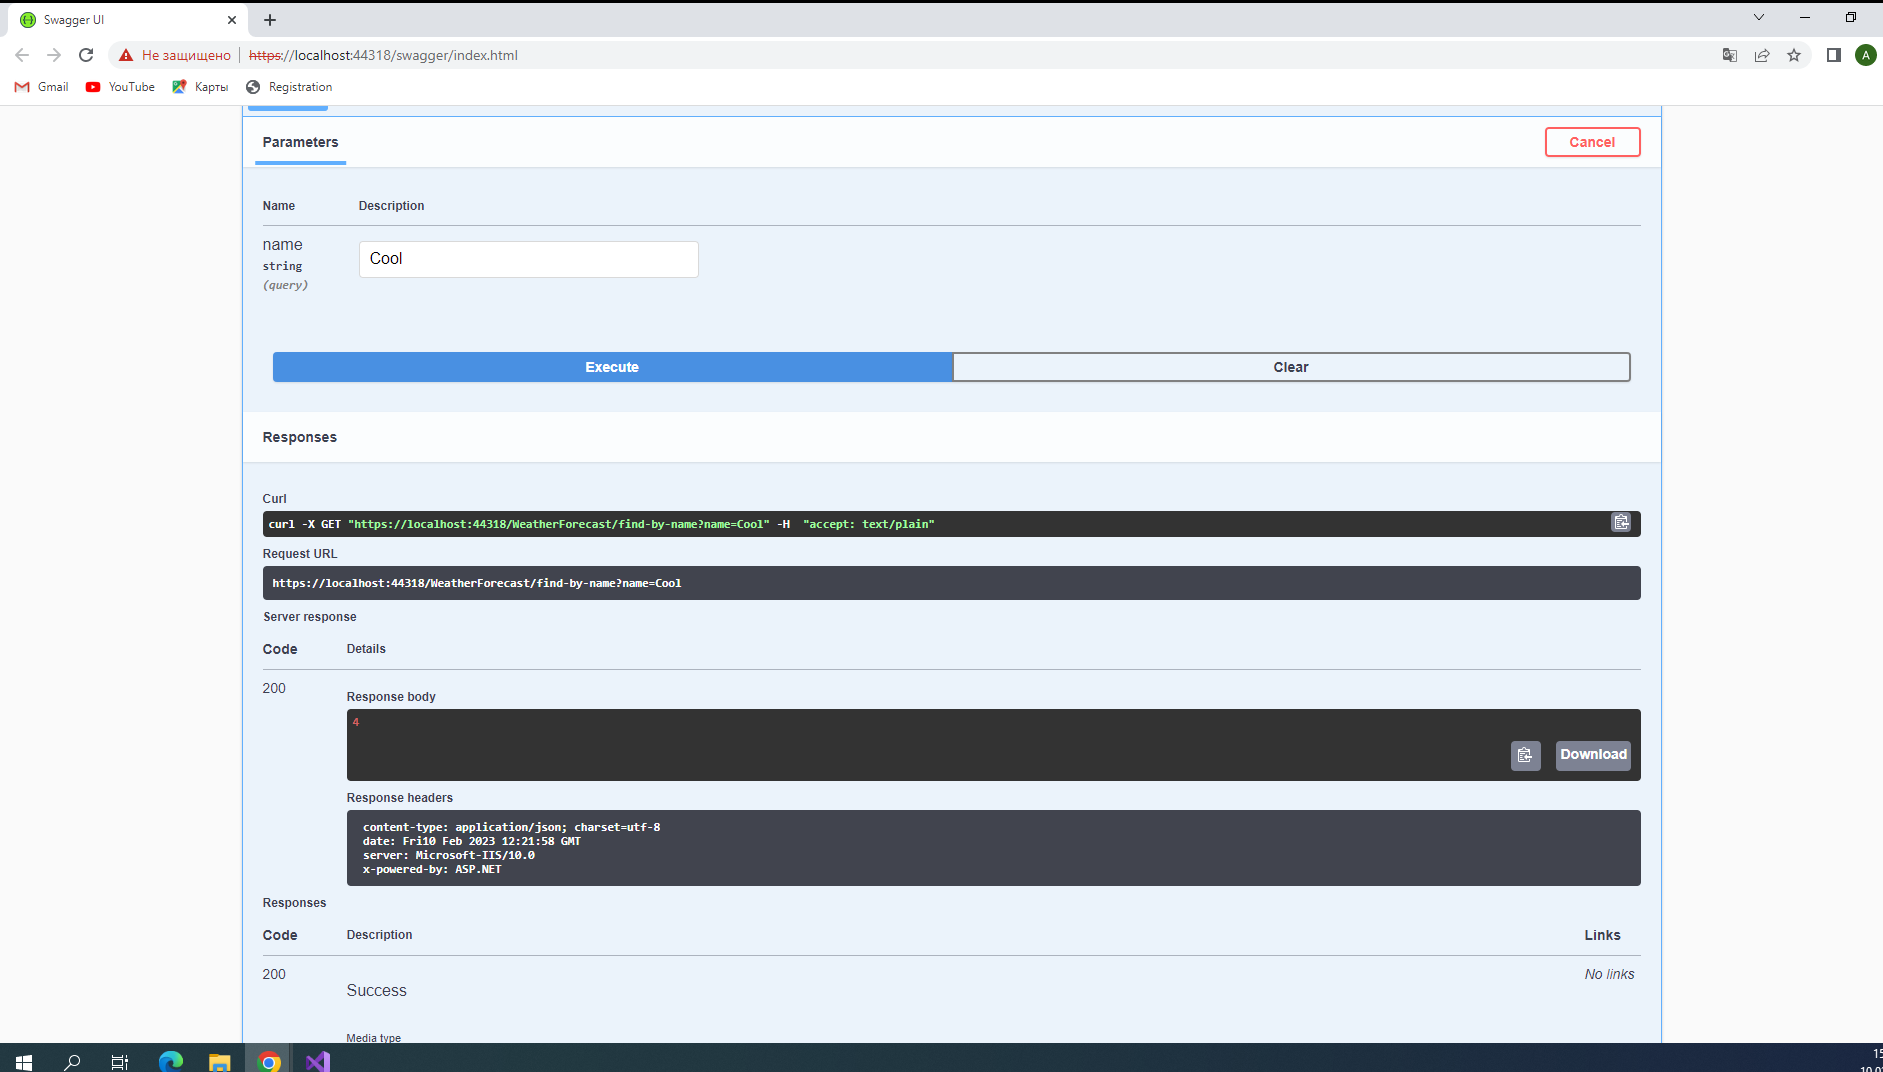 Swagger UI
Не защищено https://localhost:44318/swagger/index.html
A
Gmail YouTube Карты Registration
Parameters Cancel
Name Description
name
string
(query)
Cool
Execute Clear
Responses
Curl
curl -X GET "https://localhost:44318/WeatherForecast/find-by-name?name=Cool" -H  "accept: text/plain"
Request URL
https://localhost:44318/WeatherForecast/find-by-name?name=Cool
Server response
Code Details
200
Response body
4
Download
Response headers
content-type: application/json; charset=utf-8
date: Fri10 Feb 2023 12:21:58 GMT
server: Microsoft-IIS/10.0
x-powered-by: ASP.NET
Responses
Code Description Links
200 No links
Success
Media type